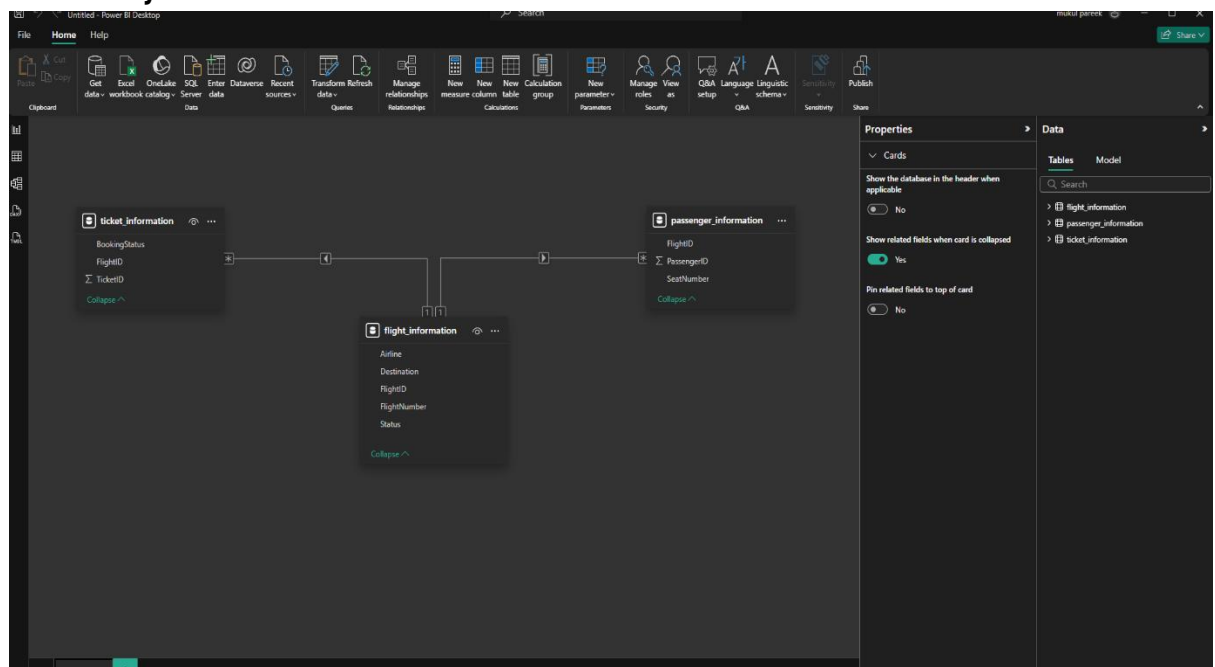 Untitled - Power BI Desktop
Search
mukul pareek
File Home Help
Share
Cut
Copy
Paste
Get data
Excel workbook
OneLake catalog
SQL Server
Enter data
Dataverse
Recent sources
Transform data
Refresh
Manage relationships
New measure
New column
New table
Calculation group
New parameter
Manage roles
View as
Q&A setup
Language
Linguistic schema
Sensitivity
Publish
Clipboard
Data
Queries
Relationships
Calculations
Parameters
Security
Q&A
Sensitivity
Share
ticket_information
BookingStatus
FlightID
∑ TicketID
Collapse
*
1
1
*
passenger_information
FlightID
∑ PassengerID
SeatNumber
Collapse
flight_information
Airline
Destination
FlightID
FlightNumber
Status
Collapse
Properties
Cards
Show the database in the header when
applicable
No
Show related fields when card is collapsed
Yes
Pin related fields to top of card
No
Data
Tables Model
Search
flight_information
passenger_information
ticket_information